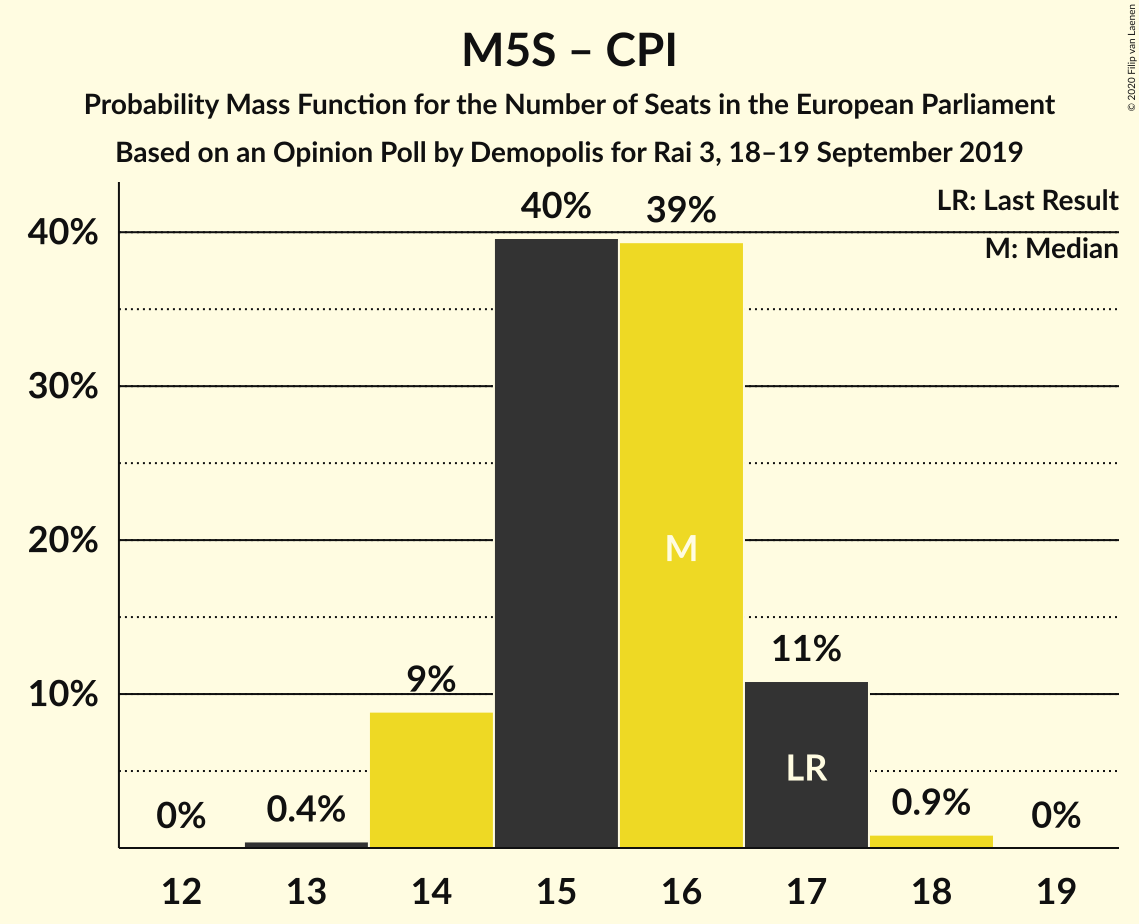 M5S – CPI
Probability Mass Function for the Number of Seats in the European Parliament
Based on an Opinion Poll by Demopolis for Rai 3, 18–19 September 2019
© 2020 Filip van Laenen
LR: Last Result
M: Median
40%
30%
20%
10%
0%
0.4%
9%
40%
39%
11%
0.9%
0%
M
LR
12
13
14
15
16
17
18
19